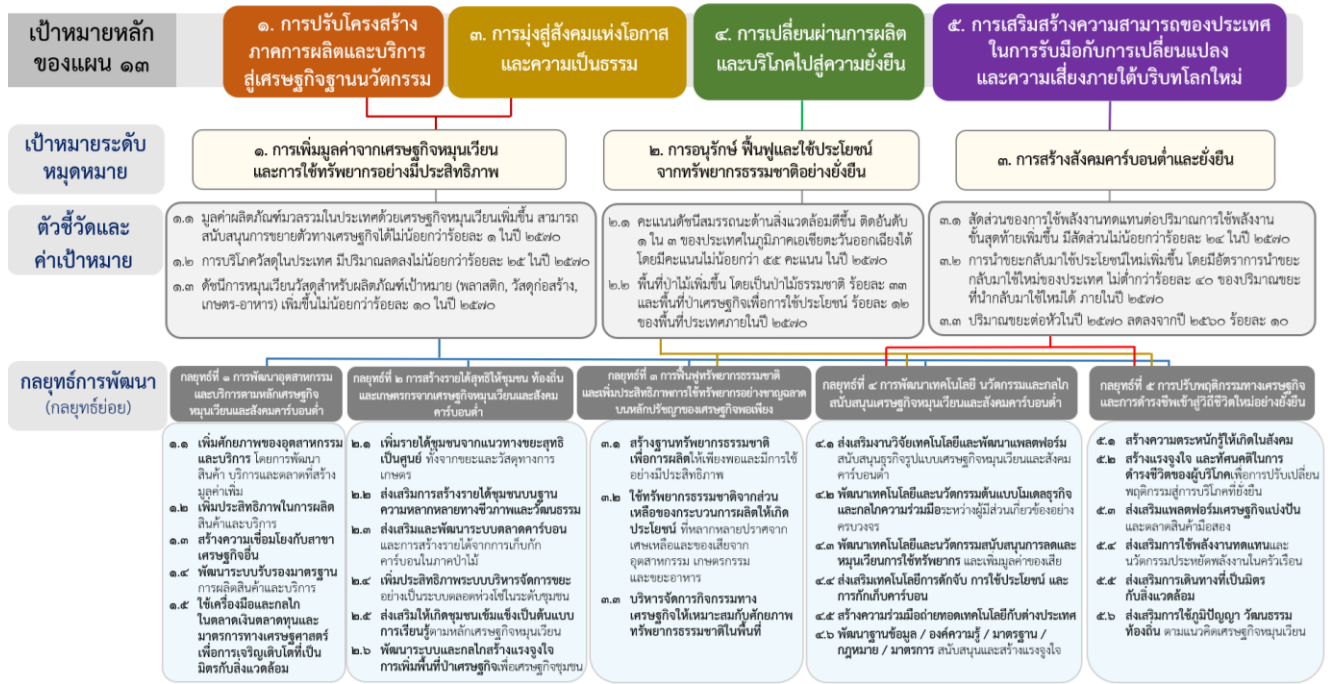 เป้าหมายหลัก
ของแผน ๑๓
๑. การปรับโครงสร้าง
ภาคการผลิตและบริการ
สู่เศรษฐกิจฐานนวัตกรรม
๓. การมุ่งสู่สังคมแห่งโอกาส
และความเป็นธรรม
๔. การเปลี่ยนผ่านการผลิต
และบริโภคไปสู่ความยั่งยืน
๕. การเสริมสร้างความสามารถของประเทศ
ในการรับมือกับการเปลี่ยนแปลง
และความเสี่ยงภายใต้บริบทโลกใหม่
เป้าหมายระดับ
หมุดหมาย
๑. การเพิ่มมูลค่าจากเศรษฐกิจหมุนเวียน
และการใช้ทรัพยากรอย่างมีประสิทธิภาพ
๒. การอนุรักษ์ ฟื้นฟูและใช้ประโยชน์
จากทรัพยากรธรรมชาติอย่างยั่งยืน
๓. การสร้างสังคมคาร์บอนต่ำและยั่งยืน
ตัวชี้วัดและ
ค่าเป้าหมาย
๑.๑ มูลค่าผลิตภัณฑ์มวลรวมในประเทศด้วยเศรษฐกิจหมุนเวียนเพิ่มขึ้น สามารถ
สนับสนุนการขยายตัวทางเศรษฐกิจได้ไม่น้อยกว่าร้อยละ ๑ ในปี ๒๕๗๐
๑.๒ การบริโภควัสดุในประเทศ มีปริมาณลดลงไม่น้อยกว่าร้อยละ ๒๕ ในปี ๒๕๗๐
๑.๓ ดัชนีการหมุนเวียนวัสดุสำหรับผลิตภัณฑ์เป้าหมาย (พลาสติก, วัสดุก่อสร้าง,
เกษตร-อาหาร) เพิ่มขึ้นไม่น้อยกว่าร้อยละ ๑๐ ในปี ๒๕๗๐
๒.๑ คะแนนดัชนีสมรรถนะด้านสิ่งแวดล้อมดีขึ้น ติดอันดับ
๑ ใน ๓ ของประเทศในภูมิภาคเอเชียตะวันออกเฉียงใต้
โดยมีคะแนนไม่น้อยกว่า ๕๕ คะแนน ในปี ๒๕๗๐
๒.๒ พื้นที่ป่าไม้เพิ่มขึ้น โดยเป็นป่าไม้ธรรมชาติ ร้อยละ ๓๓
และพื้นที่ป่าเศรษฐกิจเพื่อการใช้ประโยชน์ ร้อยละ ๑๒
ของพื้นที่ประเทศภายในปี ๒๕๗๐
๓.๑ สัดส่วนของการใช้พลังงานทดแทนต่อปริมาณการใช้พลังงาน
ขั้นสุดท้ายเพิ่มขึ้น มีสัดส่วนไม่น้อยกว่าร้อยละ ๒๔ ในปี ๒๕๗๐
๓.๒ การนำขยะกลับมาใช้ประโยชน์ใหม่เพิ่มขึ้น โดยมีอัตราการนำขยะ
กลับมาใช้ใหม่ของประเทศ ไม่ต่ำกว่าร้อยละ ๔๐ ของปริมาณขยะ
ที่นำกลับมาใช้ใหม่ได้ ภายในปี ๒๕๗๐
๓.๓ ปริมาณขยะต่อหัวในปี ๒๕๗๐ ลดลงจากปี ๒๕๖๐ ร้อยละ ๑๐
กลยุทธ์การพัฒนา
(กลยุทธ์ย่อย)
กลยุทธ์ที่ ๑ การพัฒนาอุตสาหกรรม
และบริการตามหลักเศรษฐกิจ
หมุนเวียนและสังคมคาร์บอนต่ำ
๑.๑ เพิ่มศักยภาพของอุตสาหกรรม
และบริการ โดยการพัฒนา
สินค้า บริการและตลาดที่สร้าง
มูลค่าเพิ่ม
๑.๒ เพิ่มประสิทธิภาพในการผลิต
สินค้าและบริการ
๑.๓ สร้างความเชื่อมโยงกับสาขา
เศรษฐกิจอื่น
๑.๔ พัฒนาระบบรับรองมาตรฐาน
การผลิตสินค้าและบริการ
๑.๕ ใช้เครื่องมือและกลไก
ในตลาดเงินตลาดทุนและ
มาตรการทางเศรษฐศาสตร์
เพื่อการเจริญเติบโตที่เป็น
มิตรกับสิ่งแวดล้อม
กลยุทธ์ที่ ๒ การสร้างรายได้สุทธิให้ชุมชน ท้องถิ่น
และเกษตรกรจากเศรษฐกิจหมุนเวียนและสังคม
คาร์บอนต่ำ
๒.๑ เพิ่มรายได้ชุมชนจากแนวทางขยะสุทธิ
เป็นศูนย์ ทั้งจากขยะและวัสดุทางการ
เกษตร
๒.๒ ส่งเสริมการสร้างรายได้ชุมชนบนฐาน
ความหลากหลายทางชีวภาพและวัฒนธรรม
๒.๓ ส่งเสริมและพัฒนาระบบตลาดคาร์บอน
และการสร้างรายได้จากการเก็บกัก
คาร์บอนในภาคป่าไม้
๒.๔ เพิ่มประสิทธิภาพระบบบริหารจัดการขยะ
อย่างเป็นระบบตลอดห่วงโซ่ในระดับชุมชน
๒.๕ ส่งเสริมให้เกิดชุมชนเข้มแข็งเป็นต้นแบบ
การเรียนรู้ตามหลักเศรษฐกิจหมุนเวียน
๒.๖ พัฒนาระบบและกลไกสร้างแรงจูงใจ
การเพิ่มพื้นที่ป่าเศรษฐกิจเพื่อเศรษฐกิจชุมชน
กลยุทธ์ที่ ๓ การฟื้นฟูทรัพยากรธรรมชาติ
และเพิ่มประสิทธิภาพการใช้ทรัพยากรอย่างชาญฉลาด
บนหลักปรัชญาของเศรษฐกิจพอเพียง
๓.๑ สร้างฐานทรัพยากรธรรมชาติ
เพื่อการผลิตให้เพียงพอและมีการใช้
อย่างมีประสิทธิภาพ
๓.๒ ใช้ทรัพยากรธรรมชาติจากส่วน
เหลือของกระบวนการผลิตให้เกิด
ประโยชน์ ที่หลากหลายปราศจาก
เศษเหลือและของเสียจาก
อุตสาหกรรม เกษตรกรรม
และขยะอาหาร
๓.๓ บริหารจัดการกิจกรรมทาง
เศรษฐกิจให้เหมาะสมกับศักยภาพ
ทรัพยากรธรรมชาติในพื้นที่
กลยุทธ์ที่ ๔ การพัฒนาเทคโนโลยี นวัตกรรมและกลไก
สนับสนุนเศรษฐกิจหมุนเวียนและสังคมคาร์บอนต่ำ
๔.๑ ส่งเสริมงานวิจัยเทคโนโลยีและพัฒนาแพลตฟอร์ม
สนับสนุนธุรกิจรูปแบบเศรษฐกิจหมุนเวียนและสังคม
คาร์บอนต่ำ
๔.๒ พัฒนาเทคโนโลยีและนวัตกรรมต้นแบบโมเดลธุรกิจ
และกลไกความร่วมมือระหว่างผู้มีส่วนเกี่ยวข้องอย่าง
ครบวงจร
๔.๓ พัฒนาเทคโนโลยีและนวัตกรรมสนับสนุนการลดและ
หมุนเวียนการใช้ทรัพยากร และเพิ่มมูลค่าของเสีย
๔.๔ ส่งเสริมเทคโนโลยีการดักจับ การใช้ประโยชน์ และ
การกักเก็บคาร์บอน
๔.๕ สร้างความร่วมมือถ่ายทอดเทคโนโลยีกับต่างประเทศ
๔.๖ พัฒนาฐานข้อมูล / องค์ความรู้ / มาตรฐาน /
กฎหมาย / มาตรการ สนับสนุนและสร้างแรงจูงใจ
กลยุทธ์ที่ ๕ การปรับพฤติกรรมทางเศรษฐกิจ
และการดำรงชีพเข้าสู่วิถีชีวิตใหม่อย่างยั่งยืน
๕.๑ สร้างความตระหนักรู้ให้เกิดในสังคม
๕.๒ สร้างแรงจูงใจ และทัศนคติในการ
ดำรงชีวิตของผู้บริโภคเพื่อการปรับเปลี่ยน
พฤติกรรมสู่การบริโภคที่ยั่งยืน
๕.๓ ส่งเสริมแพลตฟอร์มเศรษฐกิจแบ่งปัน
และตลาดสินค้ามือสอง
๕.๔ ส่งเสริมการใช้พลังงานทดแทนและ
นวัตกรรมประหยัดพลังงานในครัวเรือน
๕.๕ ส่งเสริมการเดินทางที่เป็นมิตร
กับสิ่งแวดล้อม
๕.๖ ส่งเสริมการใช้ภูมิปัญญา วัฒนธรรม
ท้องถิ่น ตามแนวคิดเศรษฐกิจหมุนเวียน